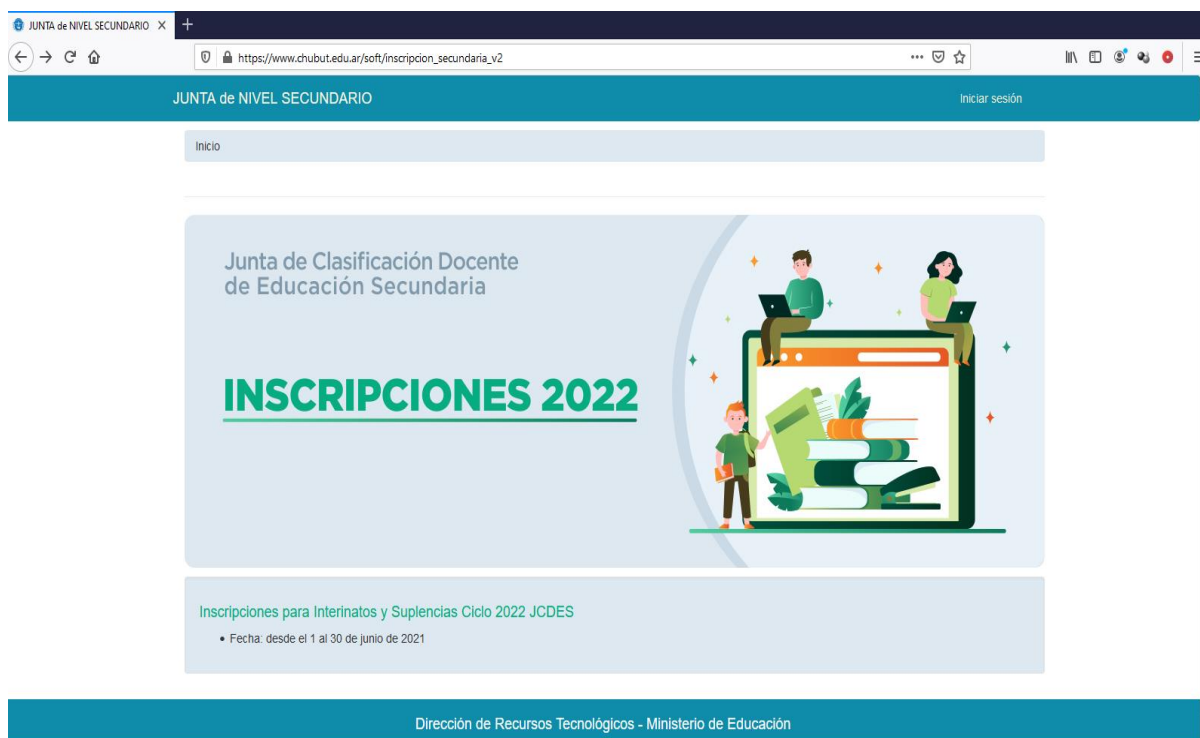 JUNTA de NIVEL SECUNDARIO
https://www.chubut.edu.ar/soft/inscripcion_secundaria_v2
JUNTA de NIVEL SECUNDARIO
Iniciar sesión
Inicio
Junta de Clasificación Docente
de Educación Secundaria
INSCRIPCIONES 2022
Inscripciones para Interinatos y Suplencias Ciclo 2022 JCDES
• Fecha: desde el 1 al 30 de junio de 2021
Dirección de Recursos Tecnológicos - Ministerio de Educación